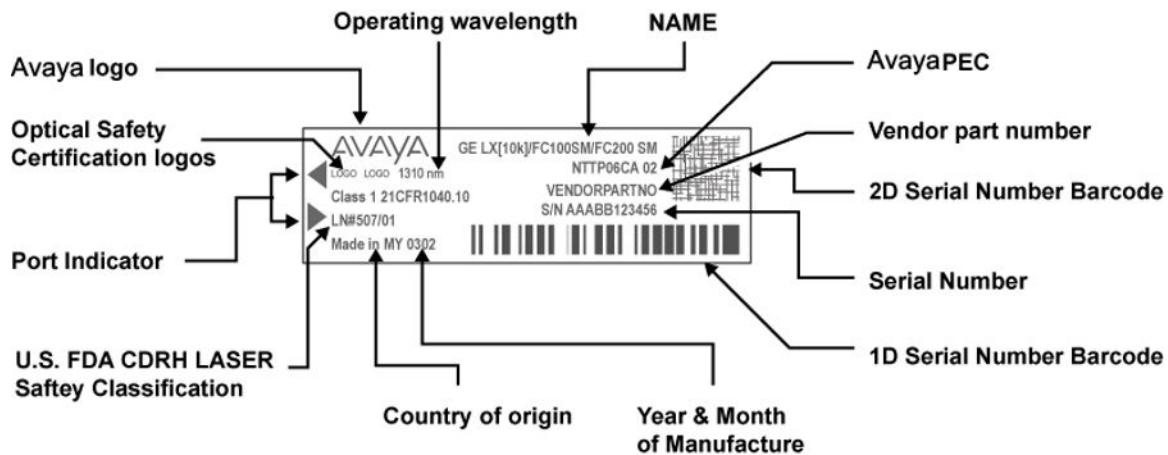 Operating wavelength
NAME
Avaya logo
Avaya PEC
Optical Safety
Certification logos
Vendor part number
2D Serial Number Barcode
Port Indicator
Serial Number
U.S. FDA CDRH LASER
Saftey Classification
1D Serial Number Barcode
Country of origin
Year & Month
of Manufacture
AVAYA
LOGO LOGO 1310 nm
Class 1 21CFR1040.10
LN#507/01
Made in MY 0302
GE LX[10k]/FC100SM/FC200 SM
NTTP06CA 02
VENDORPARTNO
S/N AAABB123456